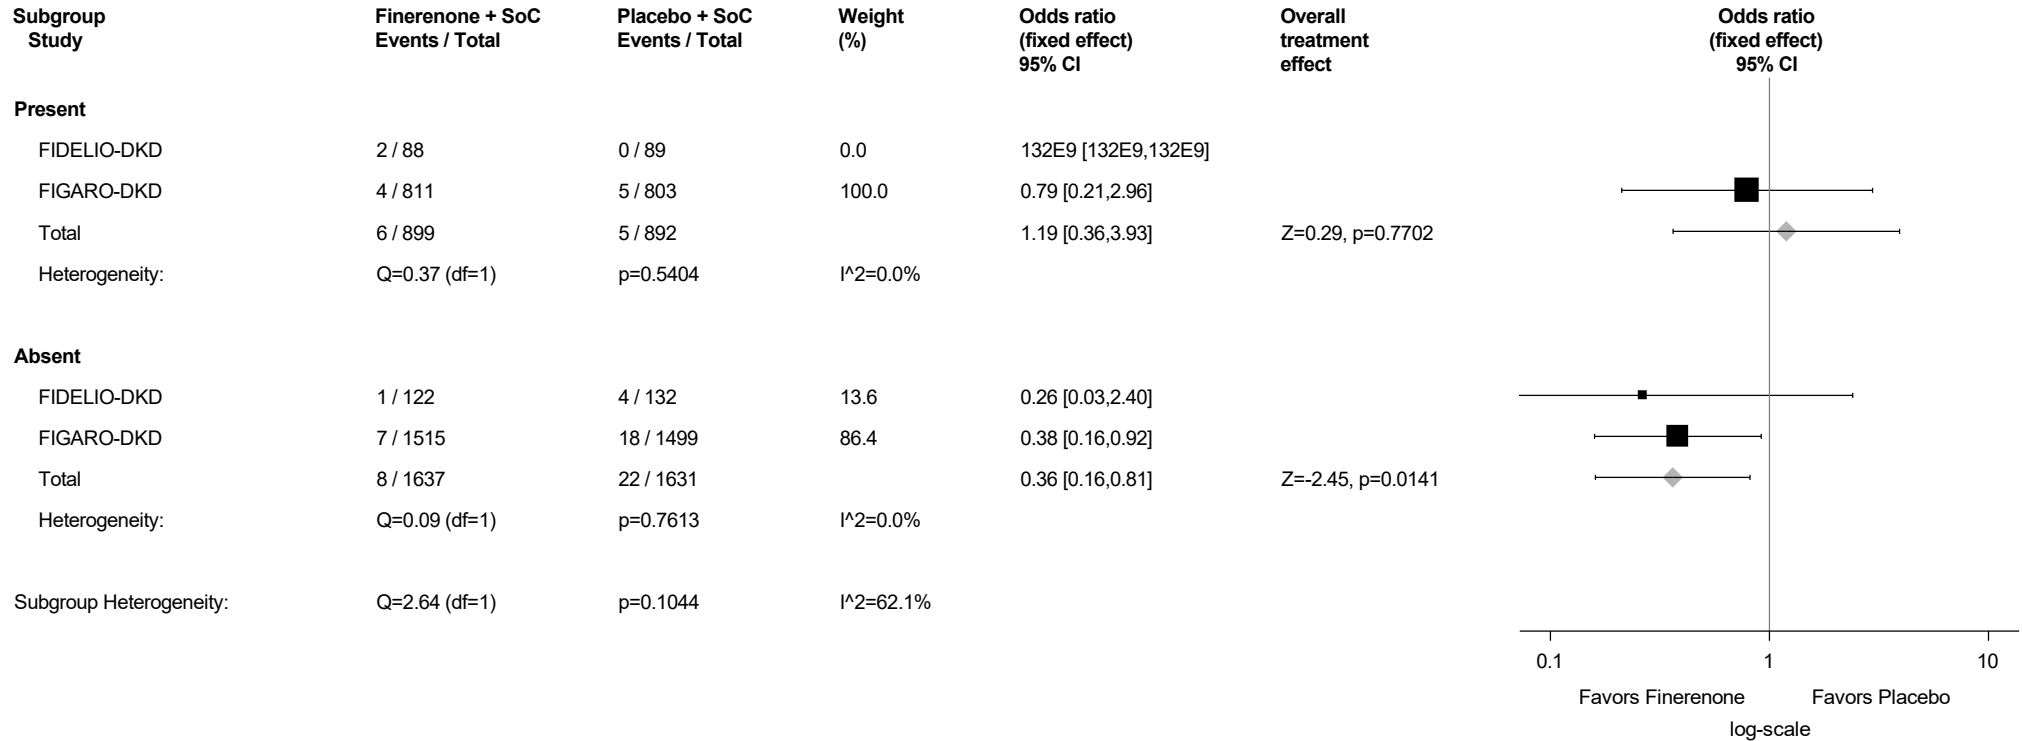 Subgroup Finerenone + SoC Placebo + SoC Weight Odds ratio Overall Odds ratio
Study Events / Total Events / Total (%) (fixed effect) treatment (fixed effect)
95% CI effect 95% CI
Present
FIDELIO-DKD 2 / 88 0 / 89 0.0 132E9 [132E9,132E9]
FIGARO-DKD 4 / 811 5 / 803 100.0 0.79 [0.21,2.96]
Total 6 / 899 5 / 892 1.19 [0.36,3.93] Z=0.29, p=0.7702
Heterogeneity: Q=0.37 (df=1) p=0.5404 I^2=0.0%
Absent
FIDELIO-DKD 1 / 122 4 / 132 13.6 0.26 [0.03,2.40]
FIGARO-DKD 7 / 1515 18 / 1499 86.4 0.38 [0.16,0.92]
Total 8 / 1637 22 / 1631 0.36 [0.16,0.81] Z=-2.45, p=0.0141
Heterogeneity: Q=0.09 (df=1) p=0.7613 I^2=0.0%
Subgroup Heterogeneity: Q=2.64 (df=1) p=0.1044 I^2=62.1%
0.1 1 10
Favors Finerenone Favors Placebo
log-scale